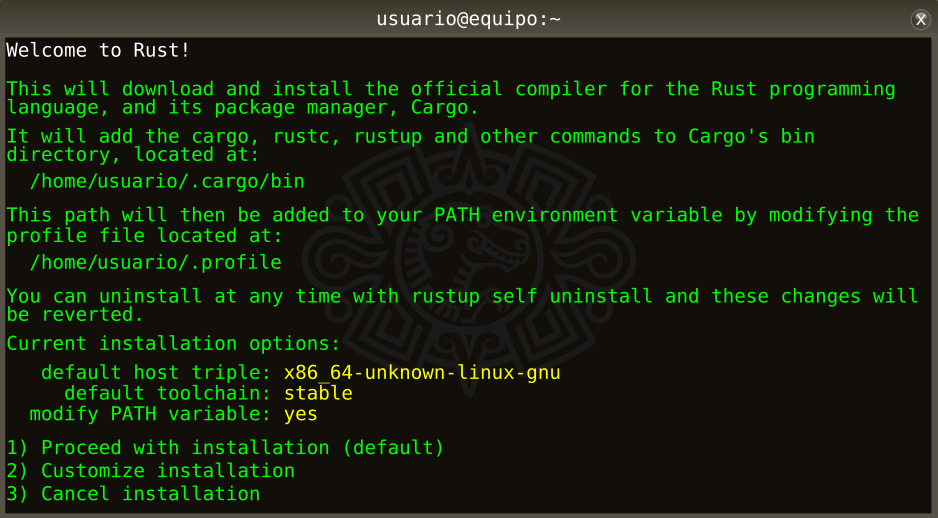 usuario@equipo:~
Welcome to Rust!
This will download and install the official compiler for the Rust programming
language, and its package manager, Cargo.
It will add the cargo, rustc, rustup and other commands to Cargo's bin
directory, located at:
/home/usuario/.cargo/bin
This path will then be added to your PATH environment variable by modifying the
profile file located at:
/home/usuario/.profile
You can uninstall at any time with rustup self uninstall and these changes will
be reverted.
Current installation options:
default host triple: x86_64-unknown-linux-gnu
default toolchain: stable
modify PATH variable: yes
1) Proceed with installation (default)
2) Customize installation
3) Cancel installation